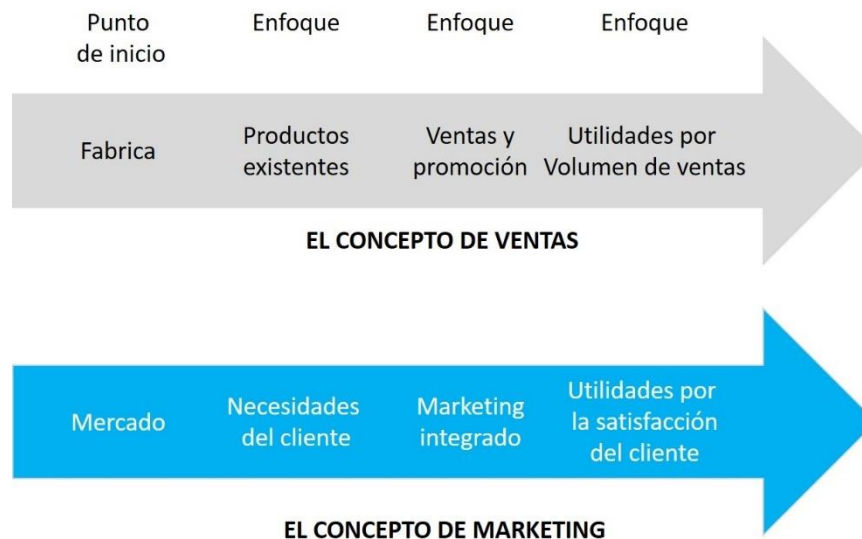 Punto
de inicio
Enfoque
Enfoque
Enfoque
Fabrica
Productos
existentes
Ventas y
promoción
Utilidades por
Volumen de ventas
EL CONCEPTO DE VENTAS
Mercado
Necesidades
del cliente
Marketing
integrado
Utilidades por
la satisfacción
del cliente
EL CONCEPTO DE MARKETING